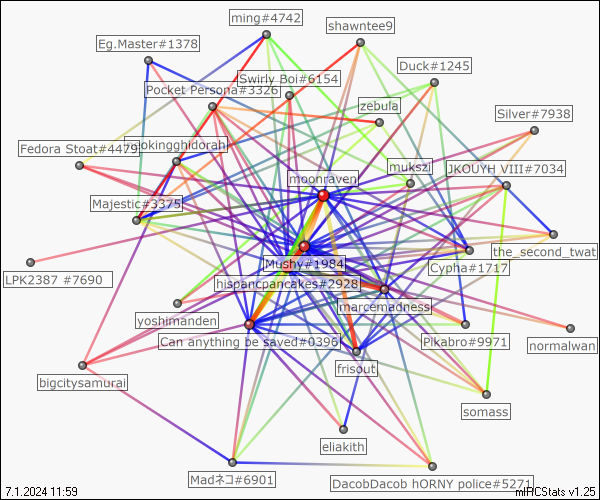 ming#4742
shawntee9
Eg.Master#1378
Duck#1245
Swirly Boi#6154
Pocket Persona#3326
zebula
Silver#7938
Fedora Stoat#4479
okingghidorah
mukszi
JKOUYH VIII#7034
moonraven
Majestic#3375
the_second_twat
Mushy#1984
Cypha#1717
LPK2387 #7690
hispancpancakes#2928
marcemadness
yoshimanden
Can anything be saved#0396
Pikabro#9971
normalwan
frisout
bigcitysamurai
somass
eliakith
Madネコ#6901
DacobDacob hORNY police#5271
7.1.2024 11:59
mIRCStats v1.25